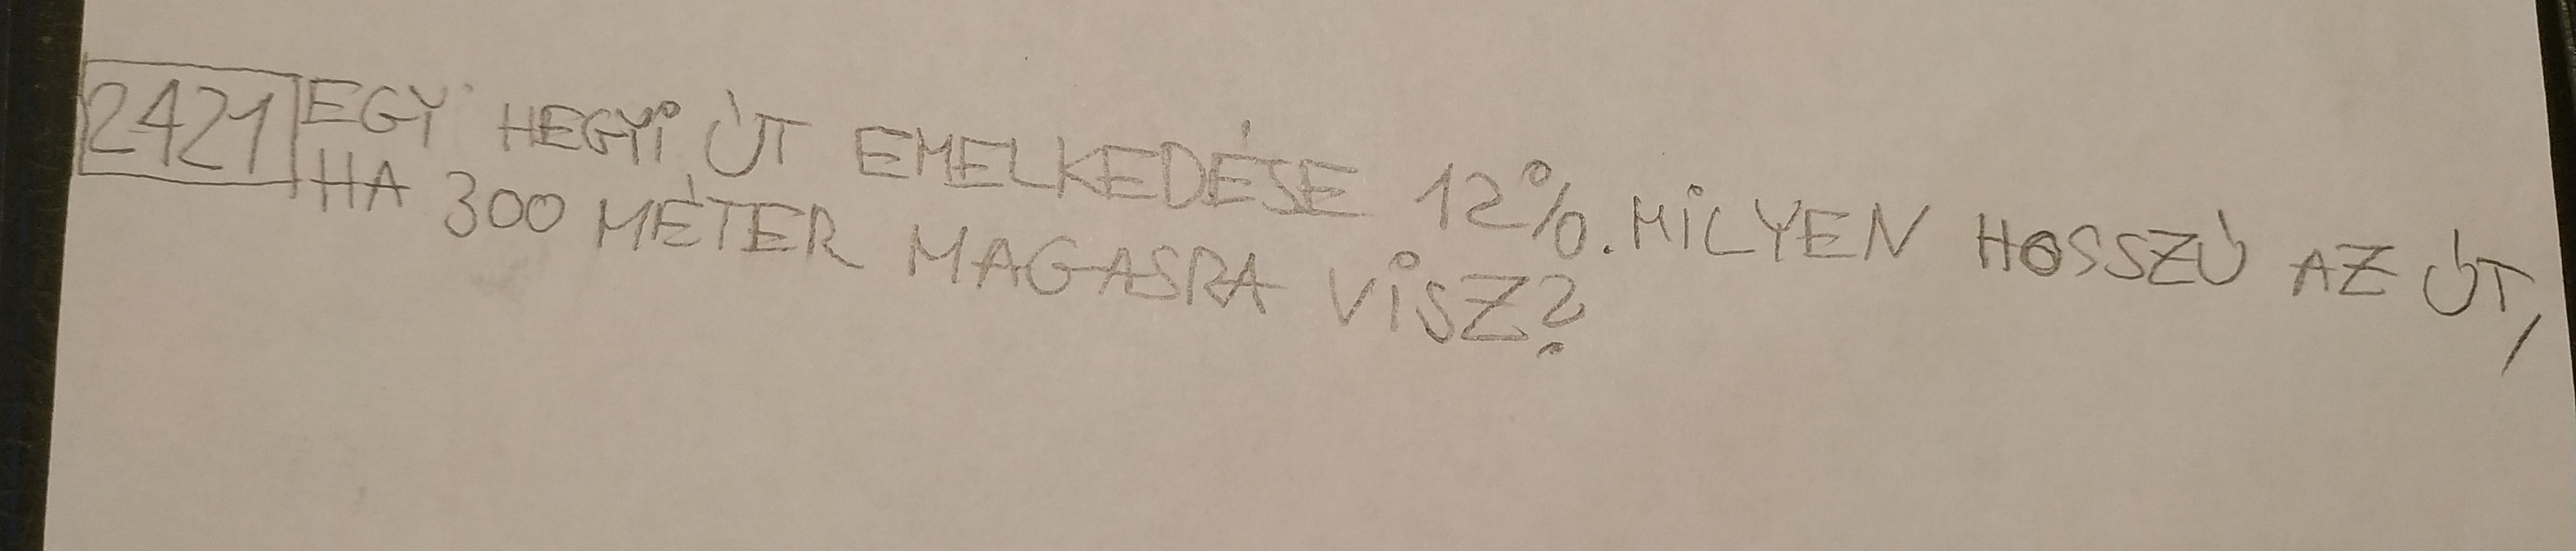 2421 EGY HEGYi ÚT EMELKEDÉSE 12%. MiLYEN HOSSZÚ AZ ÚT,
HA 300 MÉTER MAGASRA ViSZ?